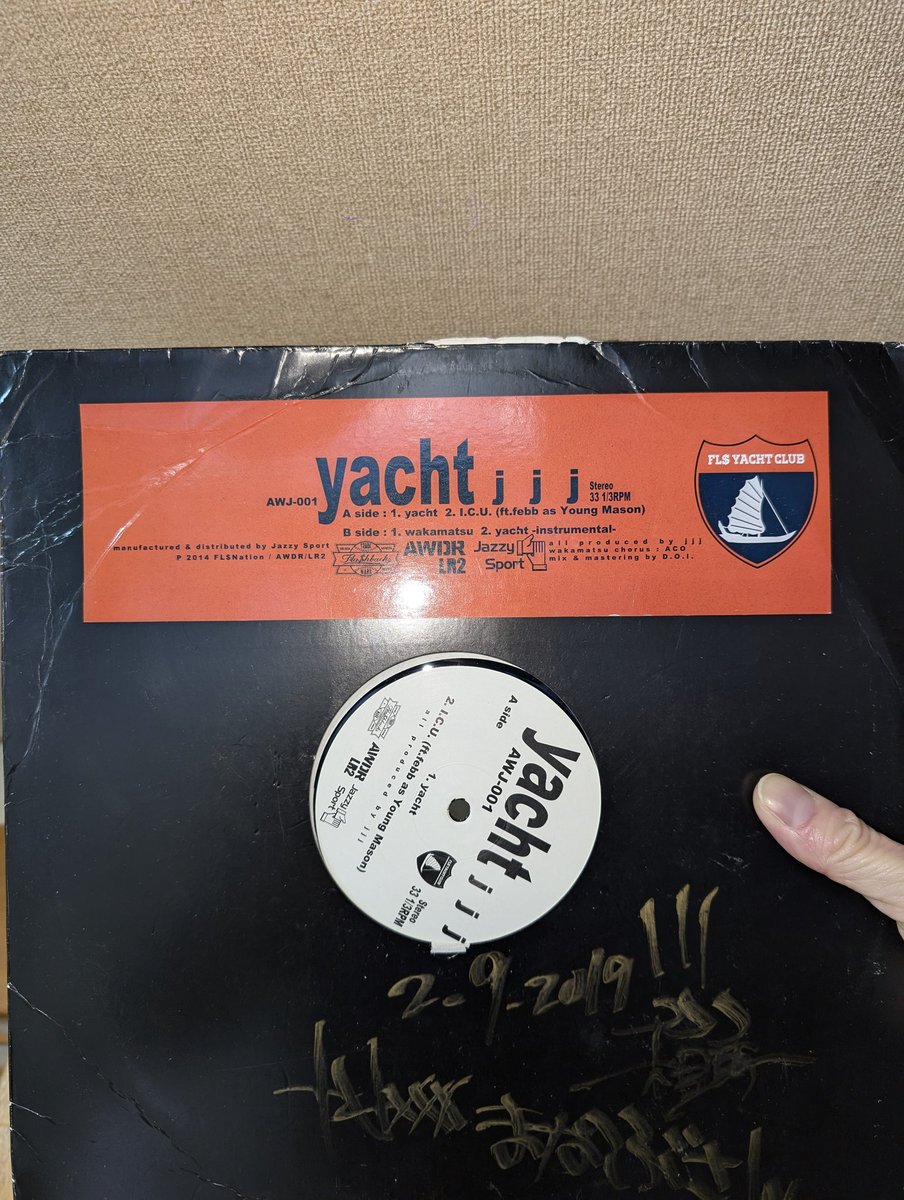 AWJ-001 yacht j j j Stereo
33 1/3RPM
A side : 1. yacht 2. I.C.U. (ft.febb as Young Mason)
B side : 1. wakamatsu 2. yacht -instrumental-
manufactured & distributed by Jazzy Sport
P 2014 FL$Nation / AWDR/LR2
AWDR
LR2
Jazzy
Sport
all produced by jjj
wakamatsu chorus : ACO
mix & mastering by D.O.I.
FL$ YACHT CLUB
A side
yacht j j j
AWJ-001
1. yacht
2. I.C.U. (ft.febb as Young Mason)
all produced by jjj
AWDR
LR2
Jazzy
Sport
Stereo
33 1/3RPM
2-9-2019 !!!